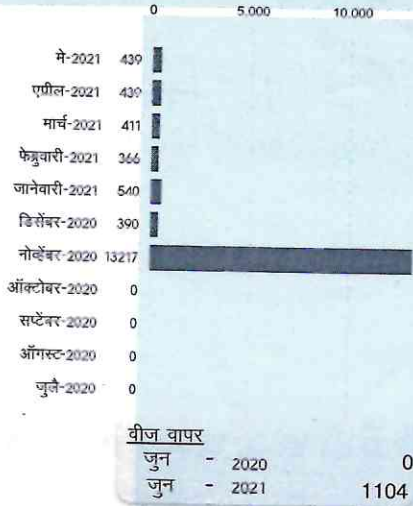 0 5,000 10,000
मे-2021 439
एप्रील-2021 439
मार्च-2021 411
फेब्रुवारी-2021 366
जानेवारी-2021 540
डिसेंबर-2020 390
नोव्हेंबर-2020 13217
ऑक्टोबर-2020 0
सप्टेंबर-2020 0
ऑगस्ट-2020 0
जुलै-2020 0
वीज वापर
जुन - 2020 0
जुन - 2021 1104